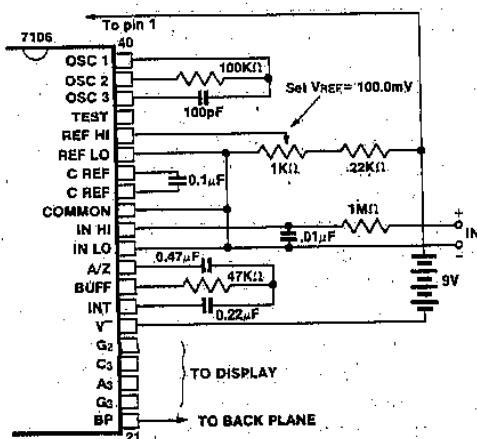 To pin 1
7106
40
OSC 1
100KΩ
OSC 2
OSC 3
100pF
Set VREF= 100.0mV
TEST
REF HI
REF LO
1KΩ
22KΩ
C REF
0.1µF
C REF
COMMON
1MΩ
+
IN HI
.01µF
IN
IN LO
-
0.47µF
A/Z
47KΩ
BUFF
9V
INT
0.22µF
V-
G2
C3
TO DISPLAY
A3
G3
BP
TO BACK PLANE
21